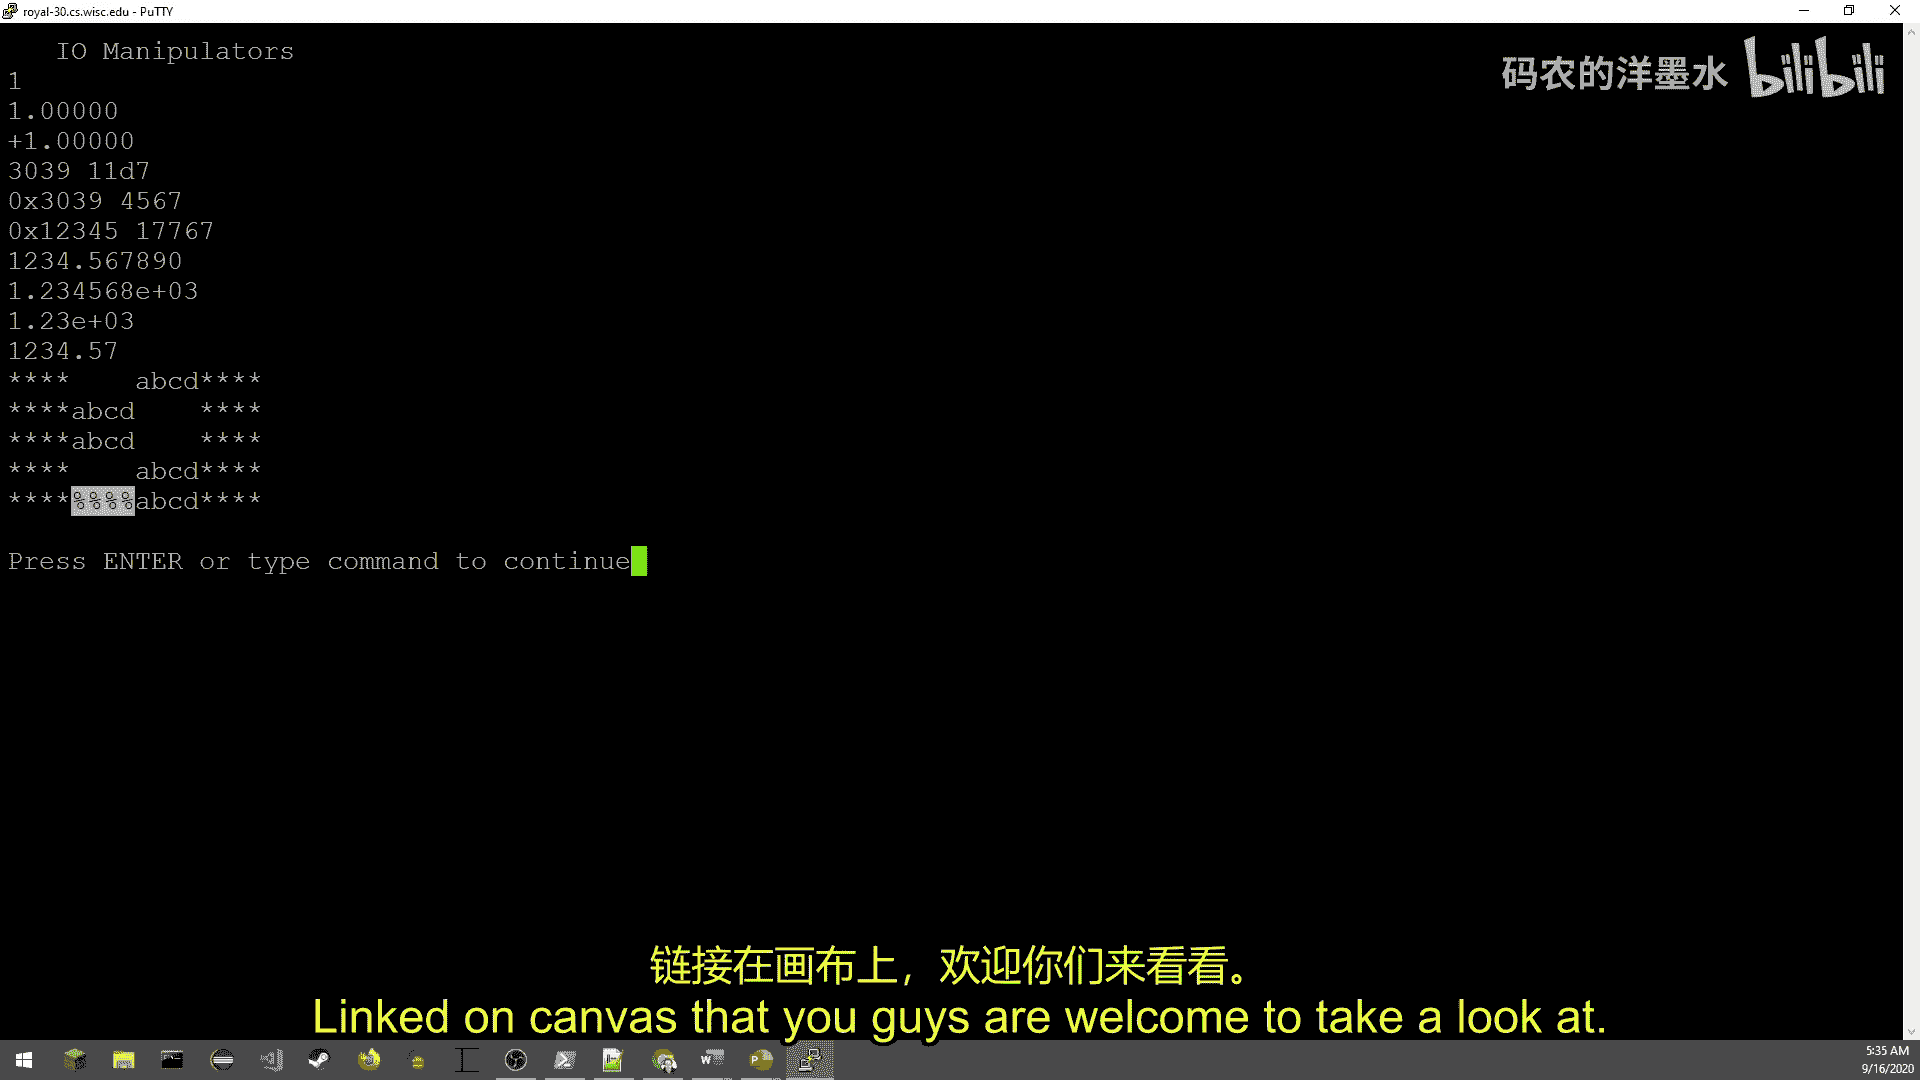 royal-30.cs.wisc.edu - PuTTY
IO Manipulators
码农的洋墨水 bilibili
1
1.00000
+1.00000
3039 11d7
0x3039 4567
0x12345 17767
1234.567890
1.234568e+03
1.23e+03
1234.57
****    abcd****
****abcd    ****
****abcd    ****
****    abcd****
****%%%%abcd****
Press ENTER or type command to continue
链接在画布上，欢迎你们来看看。
Linked on canvas that you guys are welcome to take a look at.
5:35 AM
9/16/2020